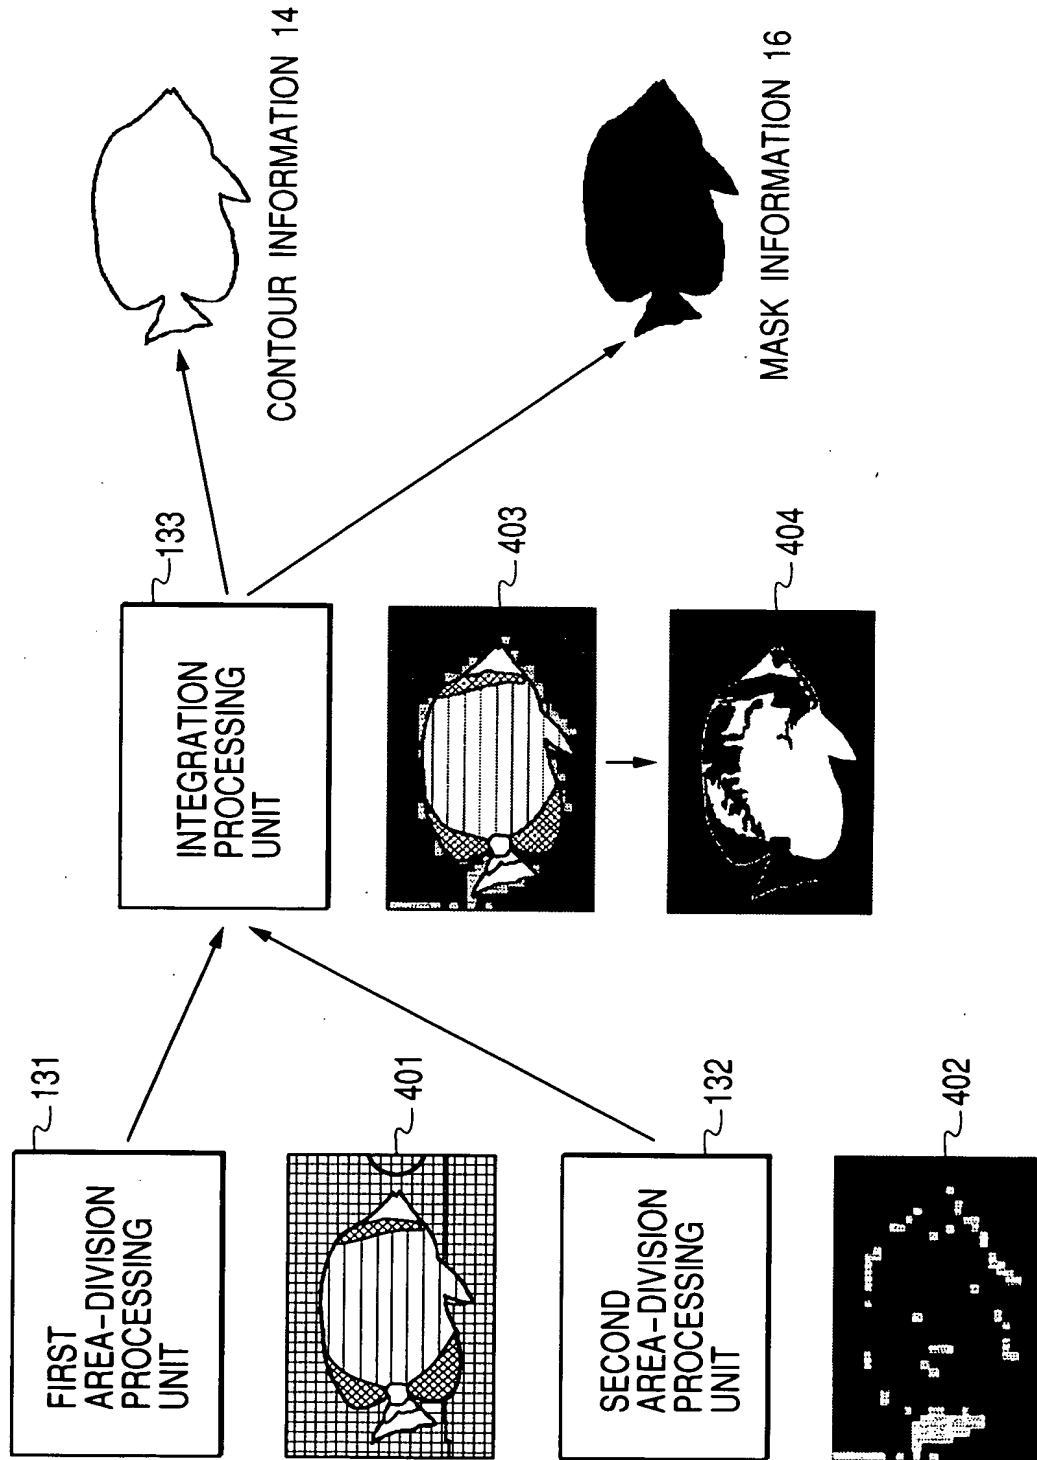 FIRST
AREA-DIVISION
PROCESSING
UNIT
131
401
SECOND
AREA-DIVISION
PROCESSING
UNIT
132
402
INTEGRATION
PROCESSING
UNIT
133
403
404
CONTOUR INFORMATION 14
MASK INFORMATION 16